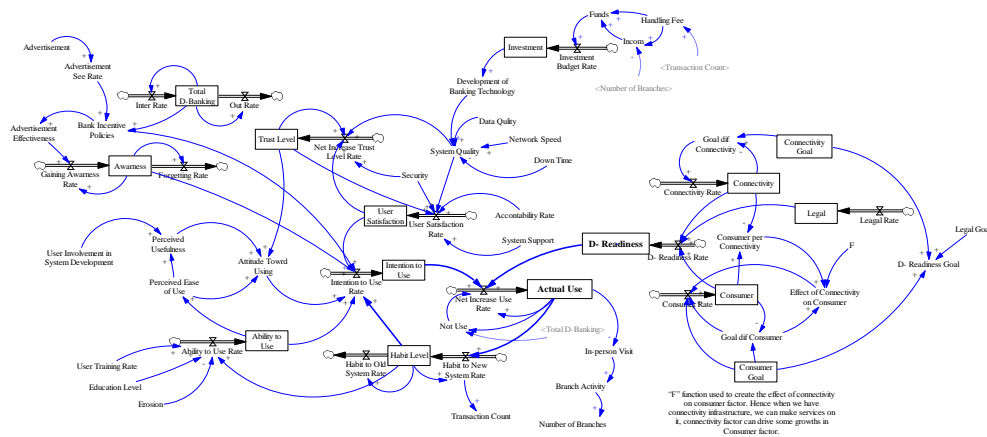 Advertisement
Advertisement
See Rate
Inter Rate
Total
D-Banking
Out Rate
Advertisement
Effectiveness
Bank Incentive
Policies
Gaining Awarness
Rate
Awarness
Forgetting Rate
Trust Level
Net Increase Trust
Level Rate
Investment
Investment
Budget Rate
Funds
Handling Fee
Incom
<Transaction Count>
<Number of Branches>
Development of
Banking Technology
Data Qulity
Network Speed
System Quality
Down Time
Security
User
Satisfaction
User Satisfaction
Rate
Accontability Rate
System Support
User Involvement in
System Development
Perceived
Usefulness
Attitude Towrd
Using
Perceived Ease
of Use
Intention to Use
Rate
Intention to
Use
Net Increase Use
Rate
Actual Use
Not Use
<Total D-Banking>
Ability to Use Rate
Ability to
Use
User Training Rate
Education Level
Erosion
Habit to Old
System Rate
Habit Level
Habit to New
System Rate
Transaction Count
In-person Visit
Branch Activity
Number of Branches
D- Readiness
D- Readiness Rate
Goal dif
Connectivity
Connectivity
Goal
Connectivity Rate
Connectivity
Legal
Leagal Rate
Consumer per
Connectivity
F
Legal Goal
D- Readiness Goal
Consumer Rate
Consumer
Effect of Connectivity
on Consumer
Goal dif Consumer
Consumer
Goal
"F" function used to create the effect of connectivity
on consumer factor. Hence when we have
connectivity infrastructure, we can make services on
it, connectivity factor can drive some growths in
Consumer factor.